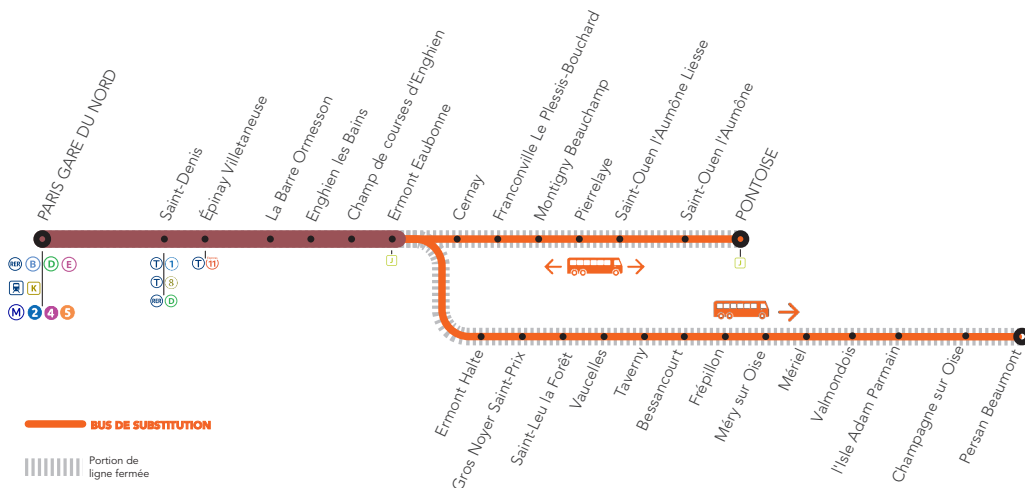 PARIS GARE DU NORD
Saint-Denis
Épinay Villetaneuse
La Barre Ormesson
Enghien les Bains
Champ de courses d'Enghien
Ermont Eaubonne
Cernay
Franconville Le Plessis-Bouchard
Montigny Beauchamp
Pierrelaye
Saint-Ouen l'Aumône Liesse
Saint-Ouen l'Aumône
PONTOISE
RER B D E
K
M 2 4 5
T 1
T 8
RER D
T 11
J
J
Ermont Halte
Gros Noyer Saint-Prix
Saint-Leu la Forêt
Vaucelles
Taverny
Bessancourt
Frépillon
Méry sur Oise
Mériel
Valmondois
l'Isle Adam Parmain
Champagne sur Oise
Persan Beaumont
BUS DE SUBSTITUTION
Portion de
ligne fermée